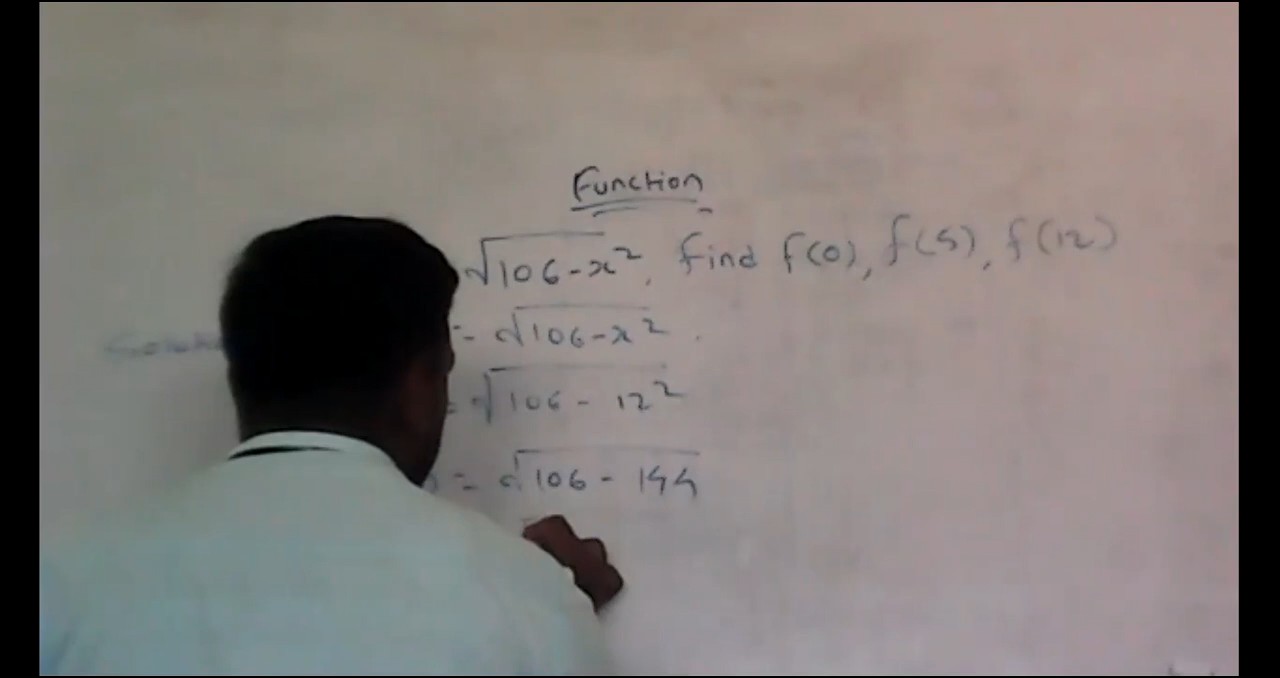 Function
√106-x², find f(0), f(5), f(12)
= √106-x².
= √106 - 12²
) = √106 - 144